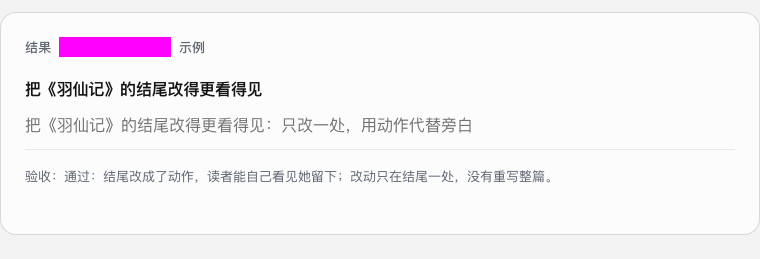 结果 示例
把《羽仙记》的结尾改得更看得见
把《羽仙记》的结尾改得更看得见：只改一处，用动作代替旁白
验收：通过：结尾改成了动作，读者能自己看见她留下；改动只在结尾一处，没有重写整篇。